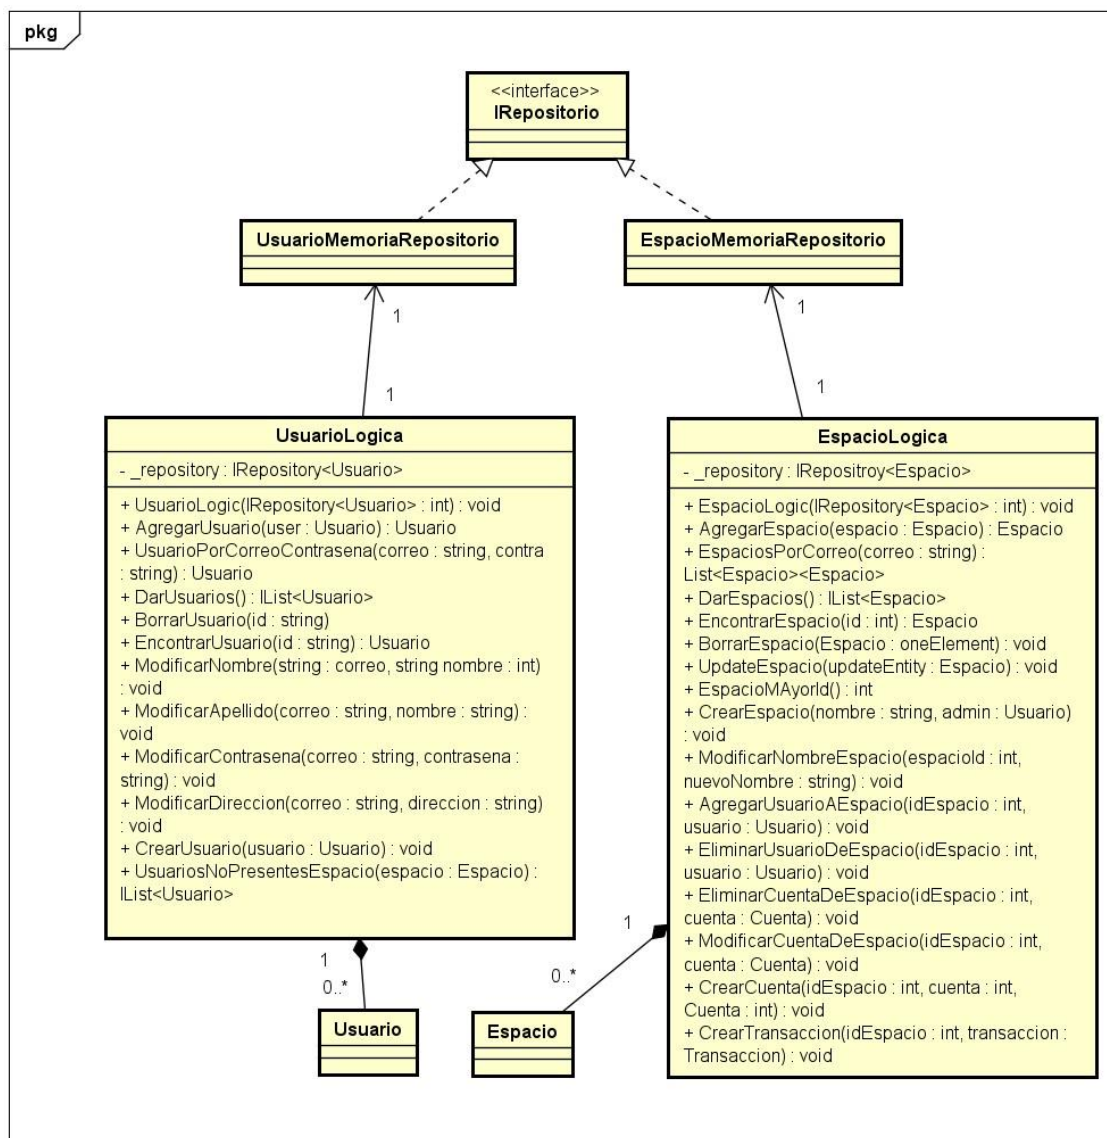 pkg
<<interface>>
IRepositorio
UsuarioMemoriaRepositorio
EspacioMemoriaRepositorio
1
1
1
1
UsuarioLogica
- _repository : IRepository<Usuario>
+ UsuarioLogic(IRepository<Usuario> : int) : void
+ AgregarUsuario(user : Usuario) : Usuario
+ UsuarioPorCorreoContrasena(correo : string, contra
: string) : Usuario
+ DarUsuarios() : IList<Usuario>
+ BorrarUsuario(id : string)
+ EncontrarUsuario(id : string) : Usuario
+ ModificarNombre(string : correo, string nombre : int)
: void
+ ModificarApellido(correo : string, nombre : string) :
void
+ ModificarContrasena(correo : string, contrasena :
string) : void
+ ModificarDireccion(correo : string, direccion : string)
: void
+ CrearUsuario(usuario : Usuario) : void
+ UsuariosNoPresentesEspacio(espacio : Espacio) :
IList<Usuario>
EspacioLogica
- _repository : IRepositroy<Espacio>
+ EspacioLogic(IRepository<Espacio> : int) : void
+ AgregarEspacio(espacio : Espacio) : Espacio
+ EspaciosPorCorreo(correo : string) :
List<Espacio><Espacio>
+ DarEspacios() : IList<Espacio>
+ EncontrarEspacio(id : int) : Espacio
+ BorrarEspacio(Espacio : oneElement) : void
+ UpdateEspacio(updateEntity : Espacio) : void
+ EspacioMAyorId() : int
+ CrearEspacio(nombre : string, admin : Usuario)
: void
+ ModificarNombreEspacio(espacioId : int,
nuevoNombre : string) : void
+ AgregarUsuarioAEspacio(idEspacio : int,
usuario : Usuario) : void
+ EliminarUsuarioDeEspacio(idEspacio : int,
usuario : Usuario) : void
+ EliminarCuentaDeEspacio(idEspacio : int,
cuenta : Cuenta) : void
+ ModificarCuentaDeEspacio(idEspacio : int,
cuenta : Cuenta) : void
+ CrearCuenta(idEspacio : int, cuenta : int,
Cuenta : int) : void
+ CrearTransaccion(idEspacio : int, transaccion :
Transaccion) : void
1
0..*
1
0..*
Usuario
Espacio